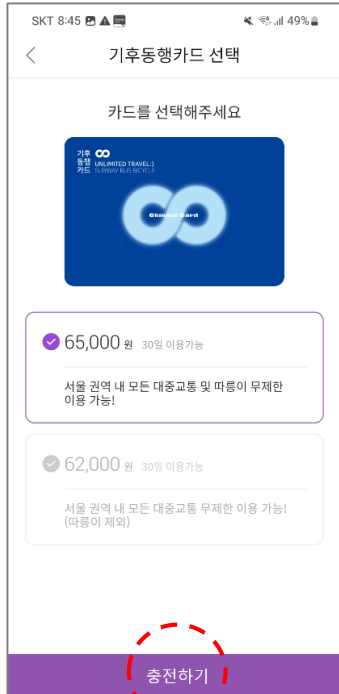 SKT 8:45
49%
기후동행카드 선택
카드를 선택해주세요
기후
동행
카드
UNLIMITED TRAVEL:)
SUBWAY BUS BICYCLE
Climate Card
65,000 원 30일 이용가능
서울 권역 내 모든 대중교통 및 따릉이 무제한
이용 가능!
62,000 원 30일 이용가능
서울 권역 내 모든 대중교통 무제한 이용 가능!
(따릉이 제외)
충전하기